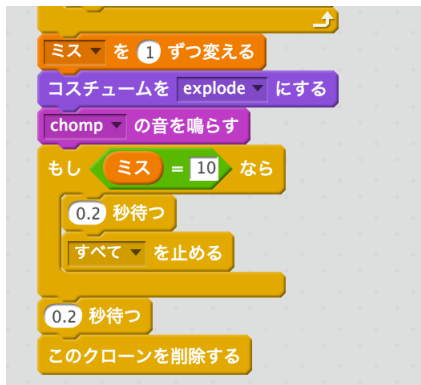 ミス を 1 ずつ変える
コスチュームを explode にする
chomp の音を鳴らす
もし ミス = 10 なら
0.2 秒待つ
すべて を止める
0.2 秒待つ
このクローンを削除する